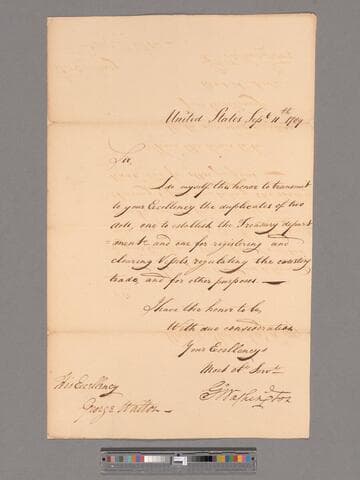 United States Sepr. 11th 1789
Sir,
I do myself the honor to transmit
to your Excellency the duplicates of two
Acts, one to establish the Treasury depart
=ment and one for registering and
clearing Vessels, regulating the coasting
trade, and for other purposes. —
I have the honor to be,
With due consideration
Your Excellency's
Most obt. Servt.
Go: Washington
His Excellency
George Walton —